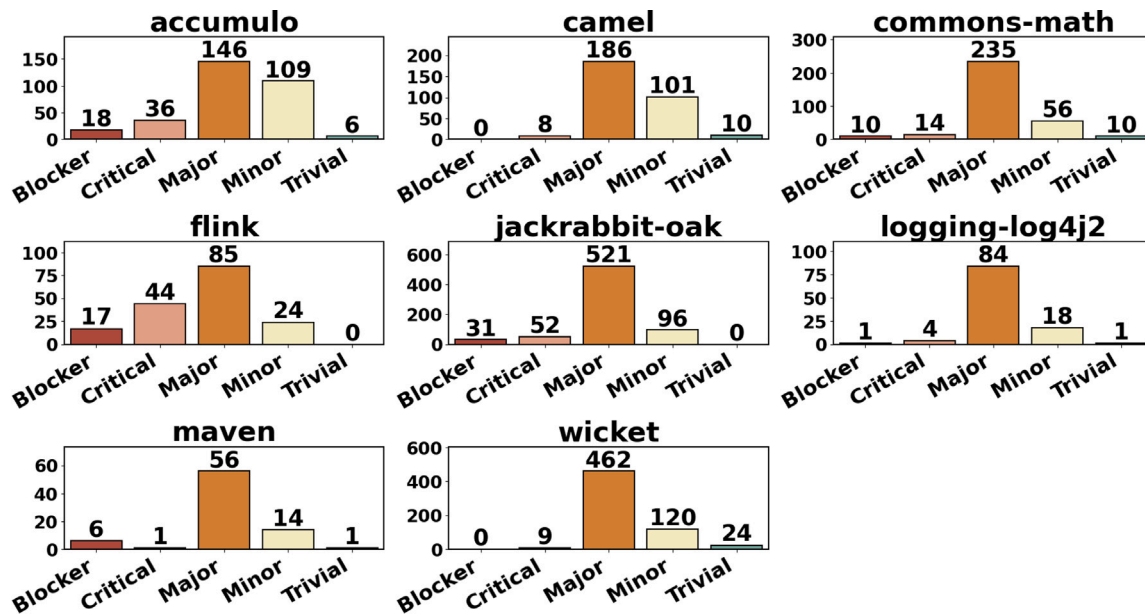 accumulo
150
100
50
0
18
36
146
109
6
Blocker
Critical
Major
Minor
Trivial
camel
200
150
100
50
0
0
8
186
101
10
Blocker
Critical
Major
Minor
Trivial
commons-math
300
200
100
0
10
14
235
56
10
Blocker
Critical
Major
Minor
Trivial
flink
100
75
50
25
0
17
44
85
24
0
Blocker
Critical
Major
Minor
Trivial
jackrabbit-oak
600
400
200
0
31
52
521
96
0
Blocker
Critical
Major
Minor
Trivial
logging-log4j2
100
75
50
25
0
1
4
84
18
1
Blocker
Critical
Major
Minor
Trivial
maven
60
40
20
0
6
1
56
14
1
Blocker
Critical
Major
Minor
Trivial
wicket
600
400
200
0
0
9
462
120
24
Blocker
Critical
Major
Minor
Trivial